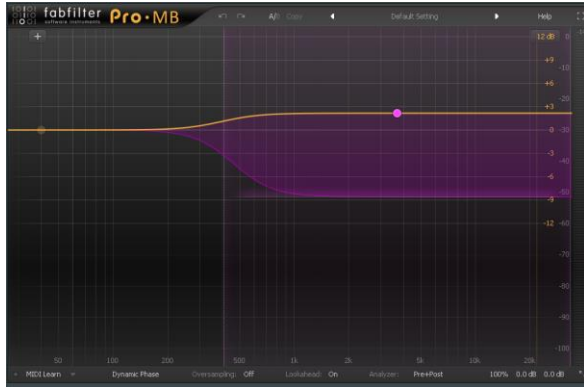 fabfilter Pro·MB
software instruments
A/B Copy Default Setting Help
12 dB 6
+9 -10
+6 -20
+3
0 -30
-3 -40
-6 -50
-9
-12 -60
-70
-80
-90
-100
50 100 200 500 1k 2k 5k 10k 20k
MIDI Learn Dynamic Phase Oversampling: Off Lookahead: On Analyzer: Pre+Post 100% 0.0 dB 0.0 dB